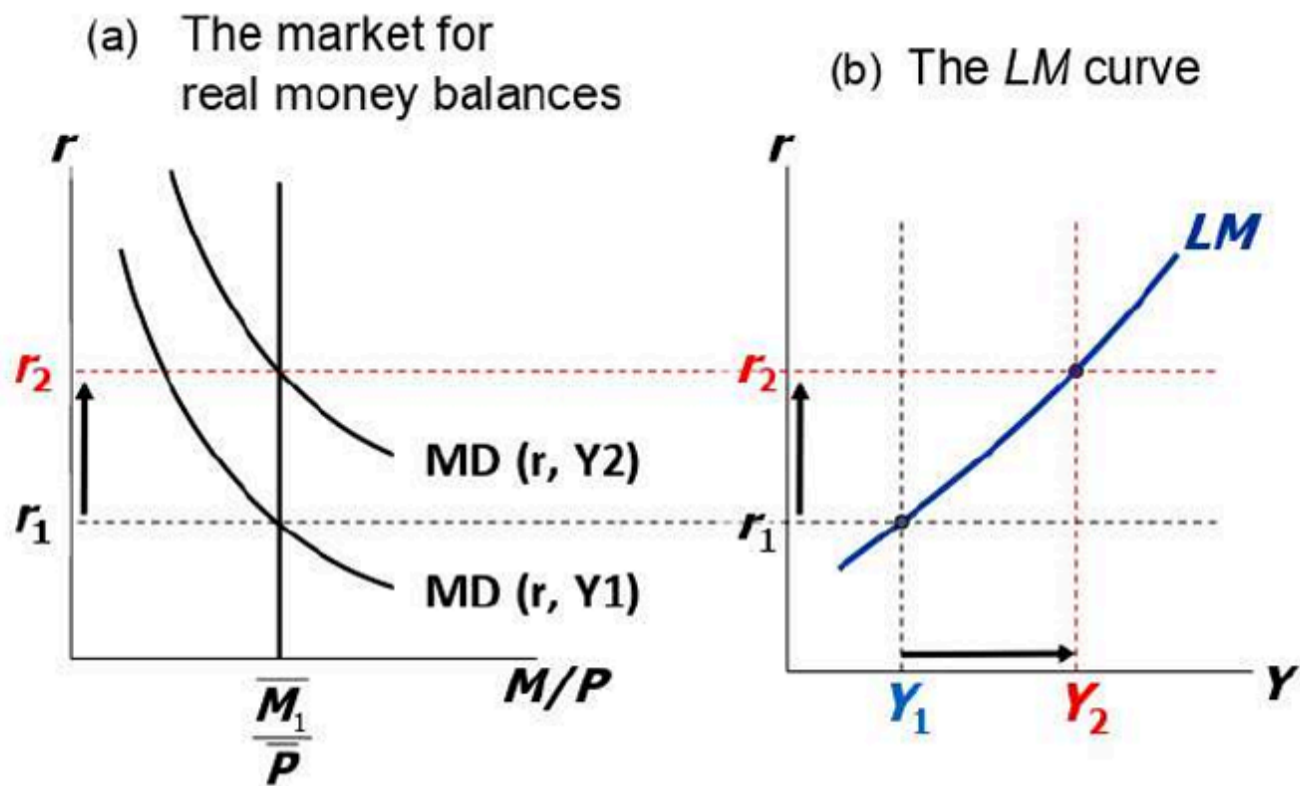 (a) The market for
real money balances
r
r₂
r₁
MD (r, Y2)
MD (r, Y1)
M/P
M̅₁
P̅
(b) The LM curve
r
LM
r₂
r₁
Y₁
Y₂
Y